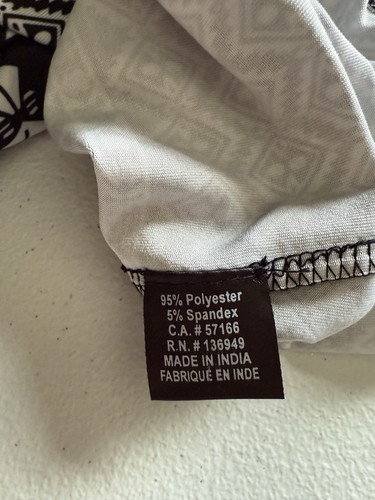 95% Polyester
5% Spandex
C.A. # 57166
R.N. # 136949
MADE IN INDIA
FABRIQUÉ EN INDE